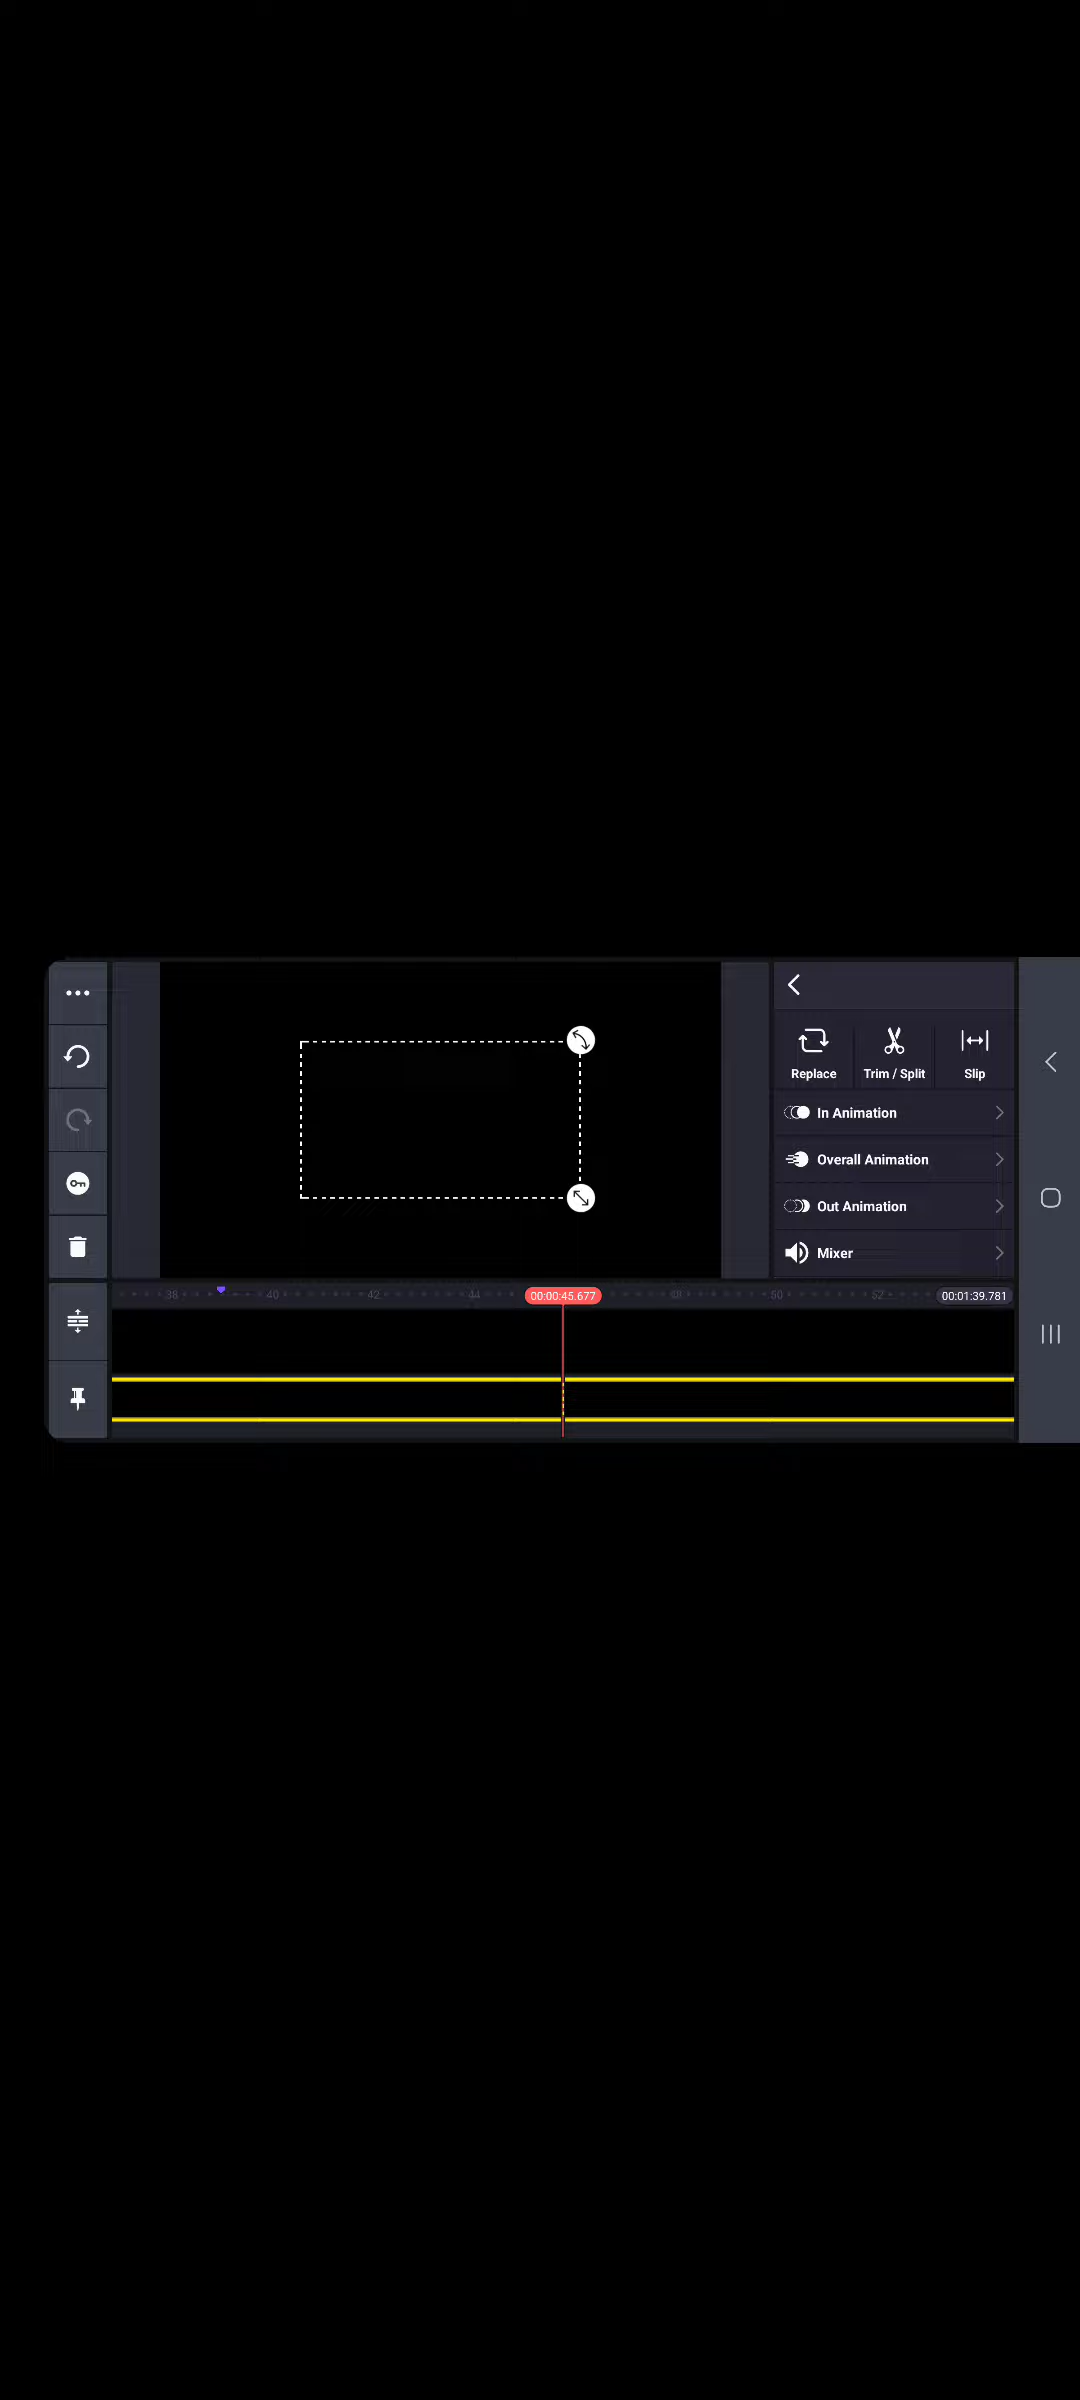 Replace
Trim / Split
Slip
In Animation
Overall Animation
Out Animation
Mixer
38 40 42 44 00:00:45.677 48 50 52 00:01:39.781